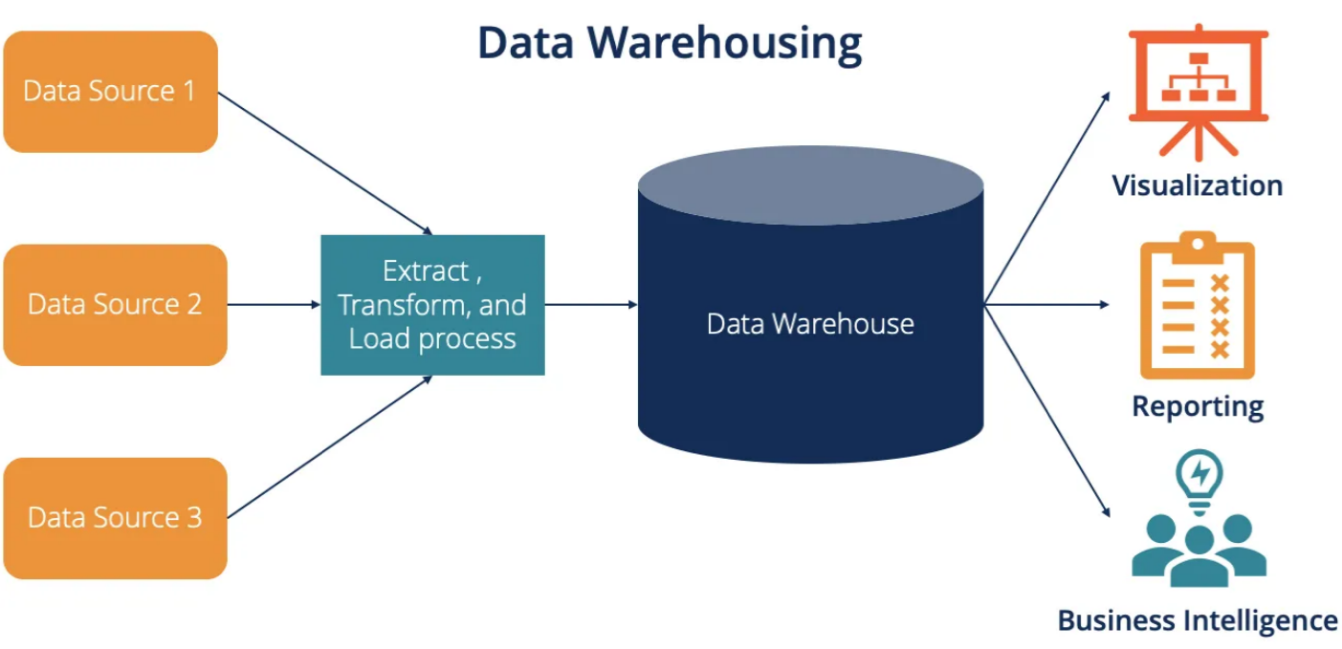 Data Warehousing
Data Source 1
Data Source 2
Data Source 3
Extract ,
Transform, and
Load process
Data Warehouse
Visualization
Reporting
Business Intelligence